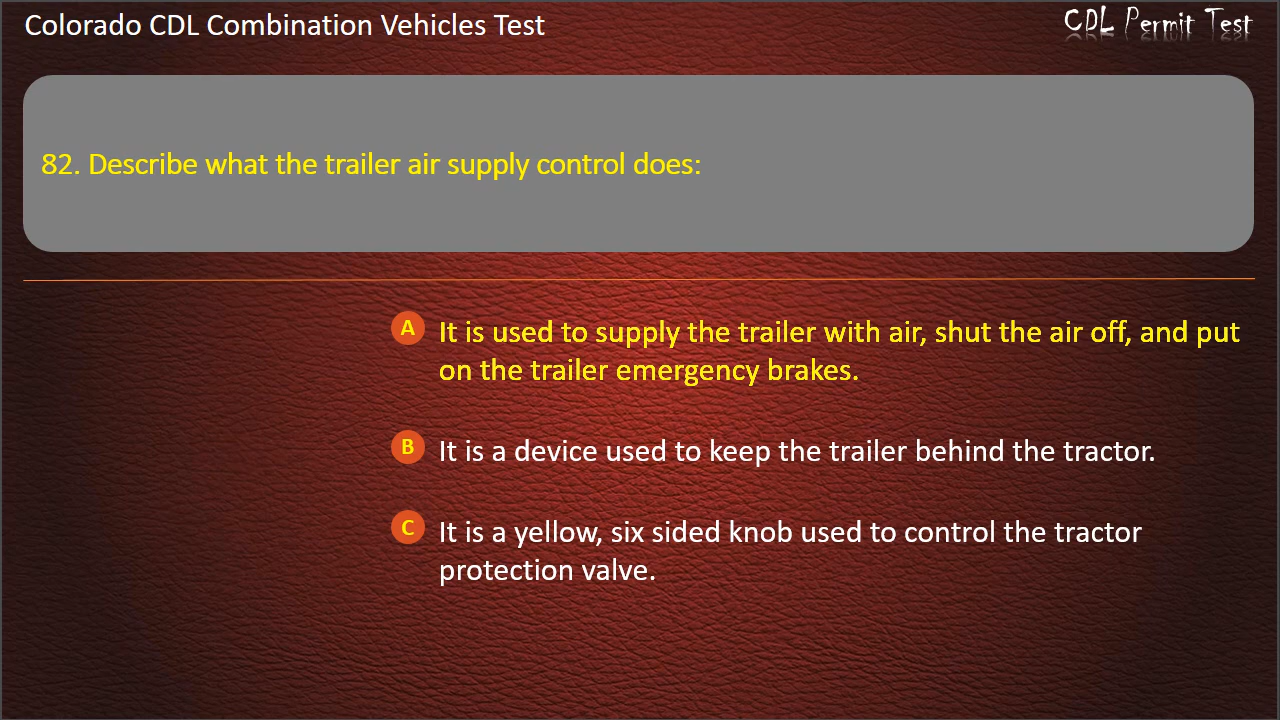 Colorado CDL Combination Vehicles Test
CDL Permit Test
82. Describe what the trailer air supply control does:
A It is used to supply the trailer with air, shut the air off, and put
on the trailer emergency brakes.
B It is a device used to keep the trailer behind the tractor.
C It is a yellow, six sided knob used to control the tractor
protection valve.